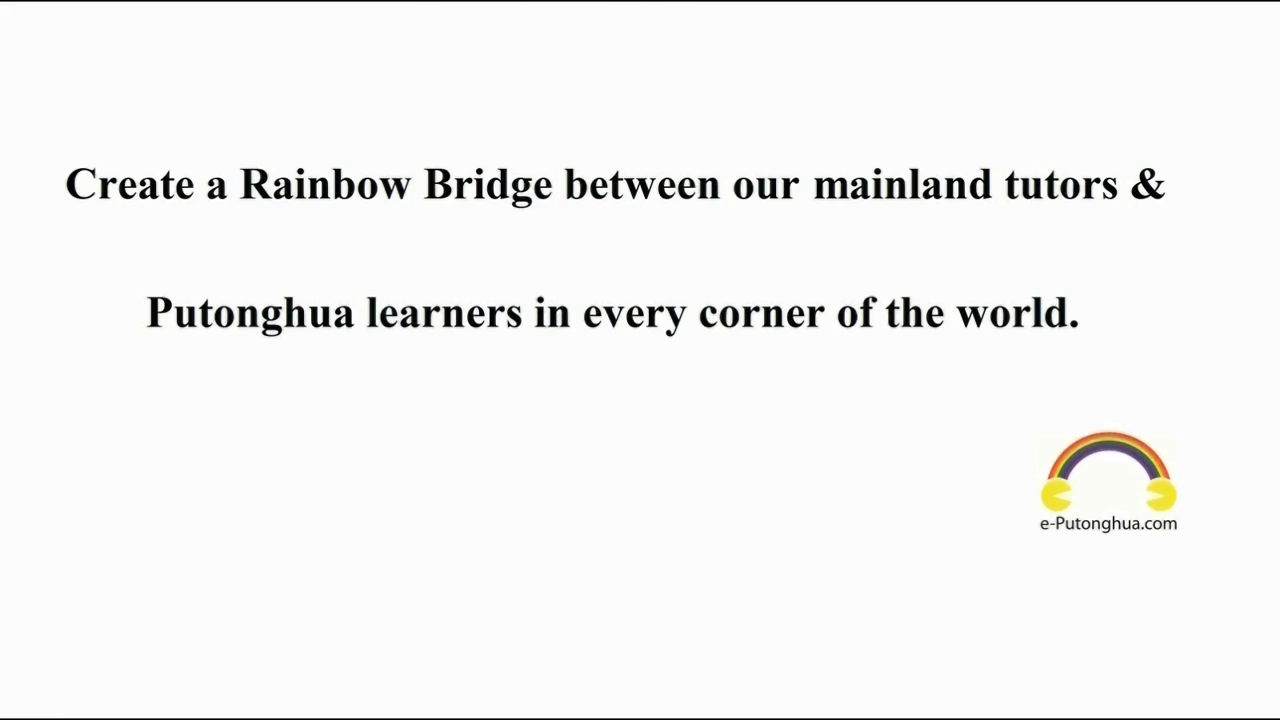 Create a Rainbow Bridge between our mainland tutors &
Putonghua learners in every corner of the world.
e-Putonghua.com